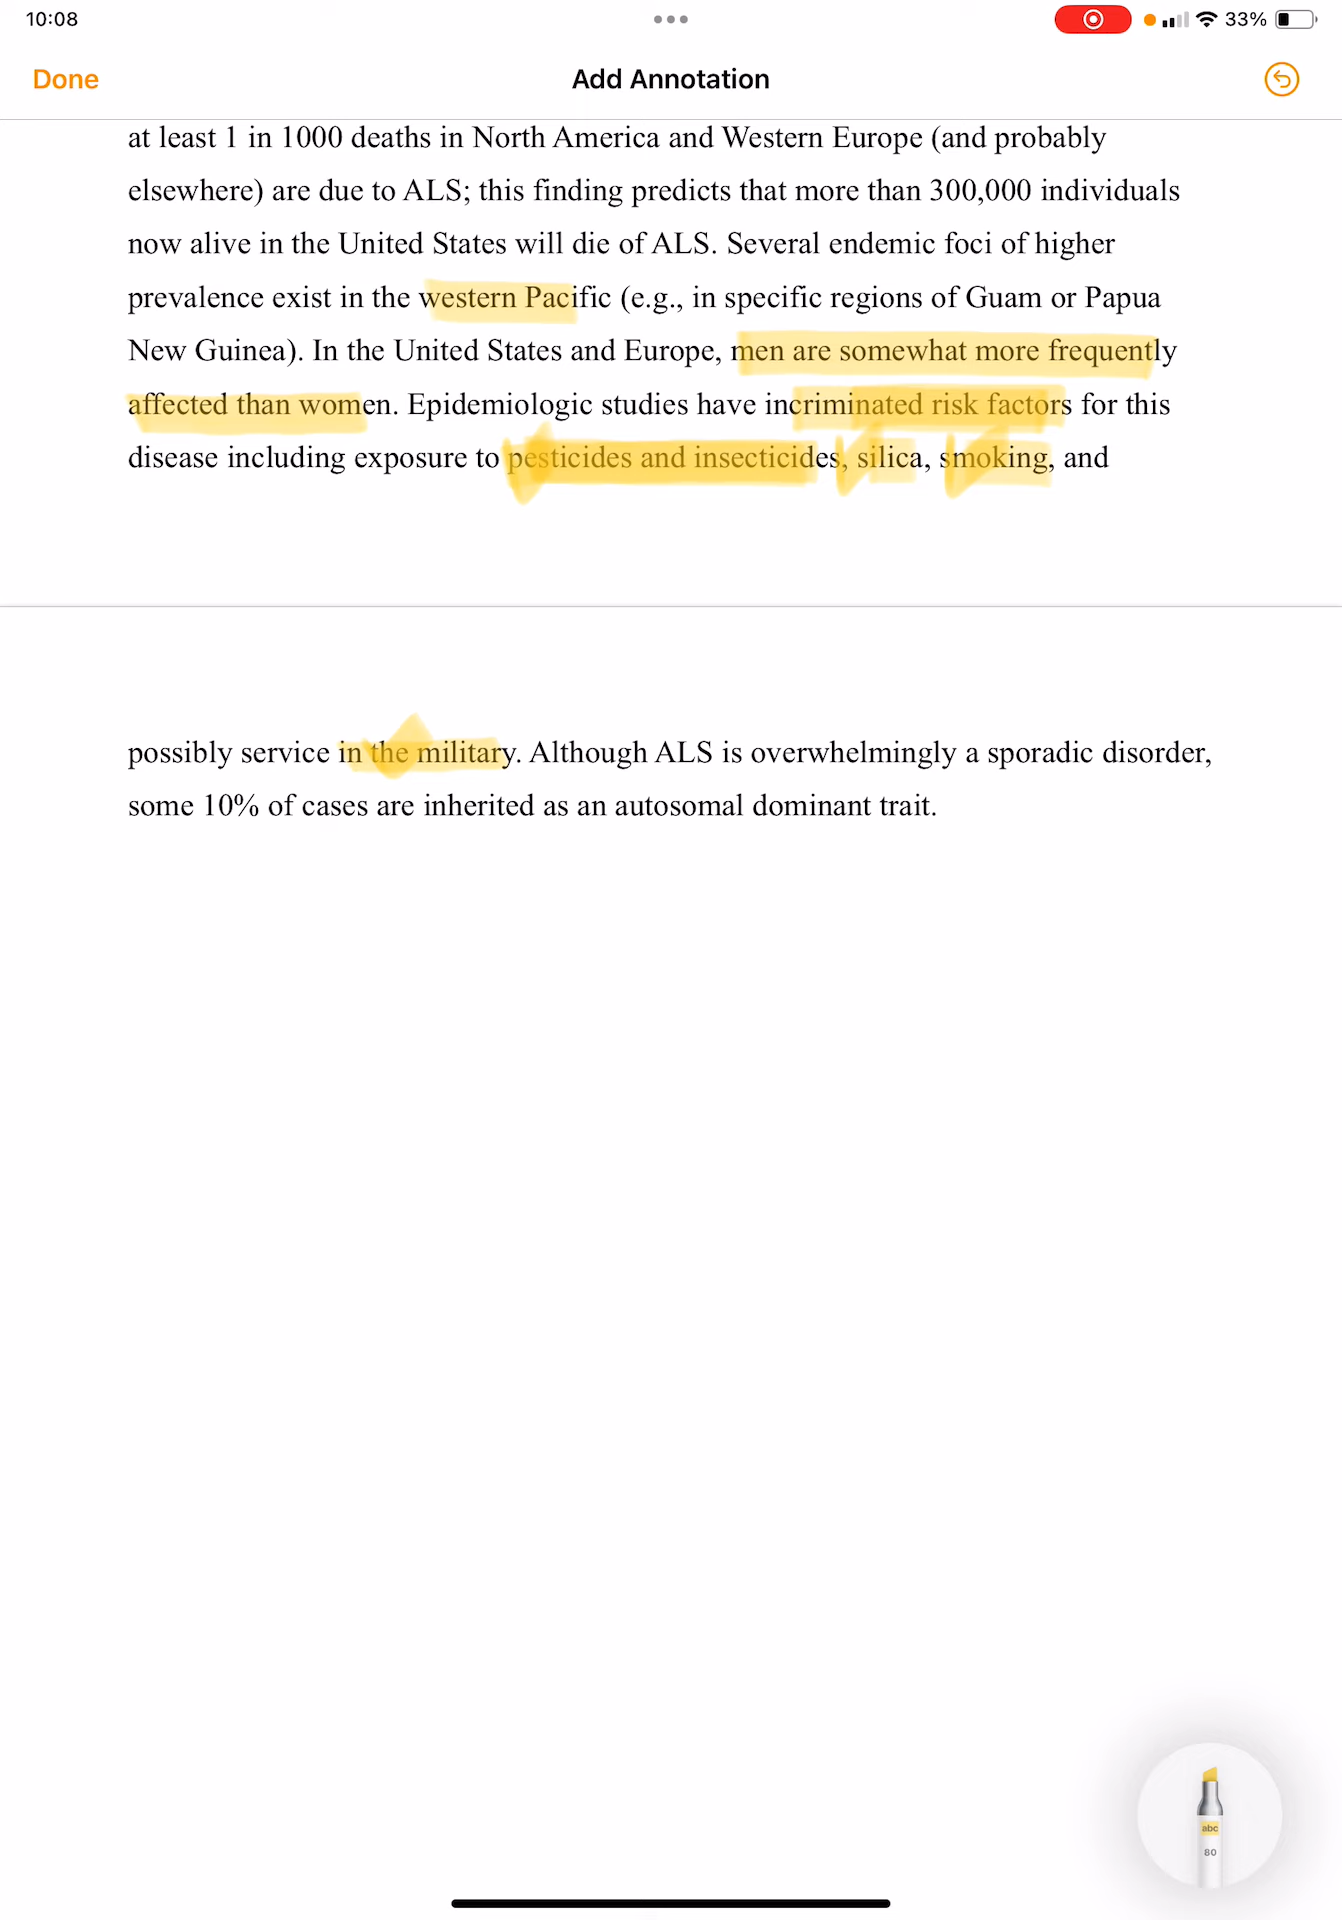 10:08
33%
Done
Add Annotation
at least 1 in 1000 deaths in North America and Western Europe (and probably
elsewhere) are due to ALS; this finding predicts that more than 300,000 individuals
now alive in the United States will die of ALS. Several endemic foci of higher
prevalence exist in the western Pacific (e.g., in specific regions of Guam or Papua
New Guinea). In the United States and Europe, men are somewhat more frequently
affected than women. Epidemiologic studies have incriminated risk factors for this
disease including exposure to pesticides and insecticides, silica, smoking, and
possibly service in the military. Although ALS is overwhelmingly a sporadic disorder,
some 10% of cases are inherited as an autosomal dominant trait.
abc
80